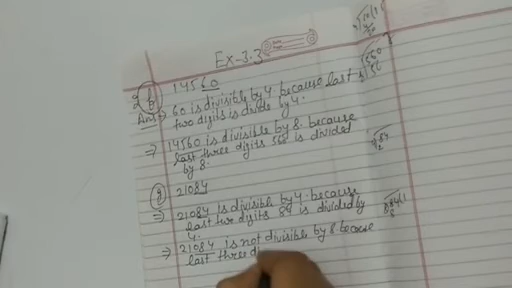 Ex-3.3
2 f) 14560
Ans ⇒ 60 is divisible by 4. because last
two digits is divide by 4.
⇒ 14560 is divisible by 8. because
last three digits 560 is divided
by 8.
g) 21084
⇒ 21084 is divisible by 4. because
last two digits 84 is divided by
4.
⇒ 21084 is not divisible by 8 because
last three di